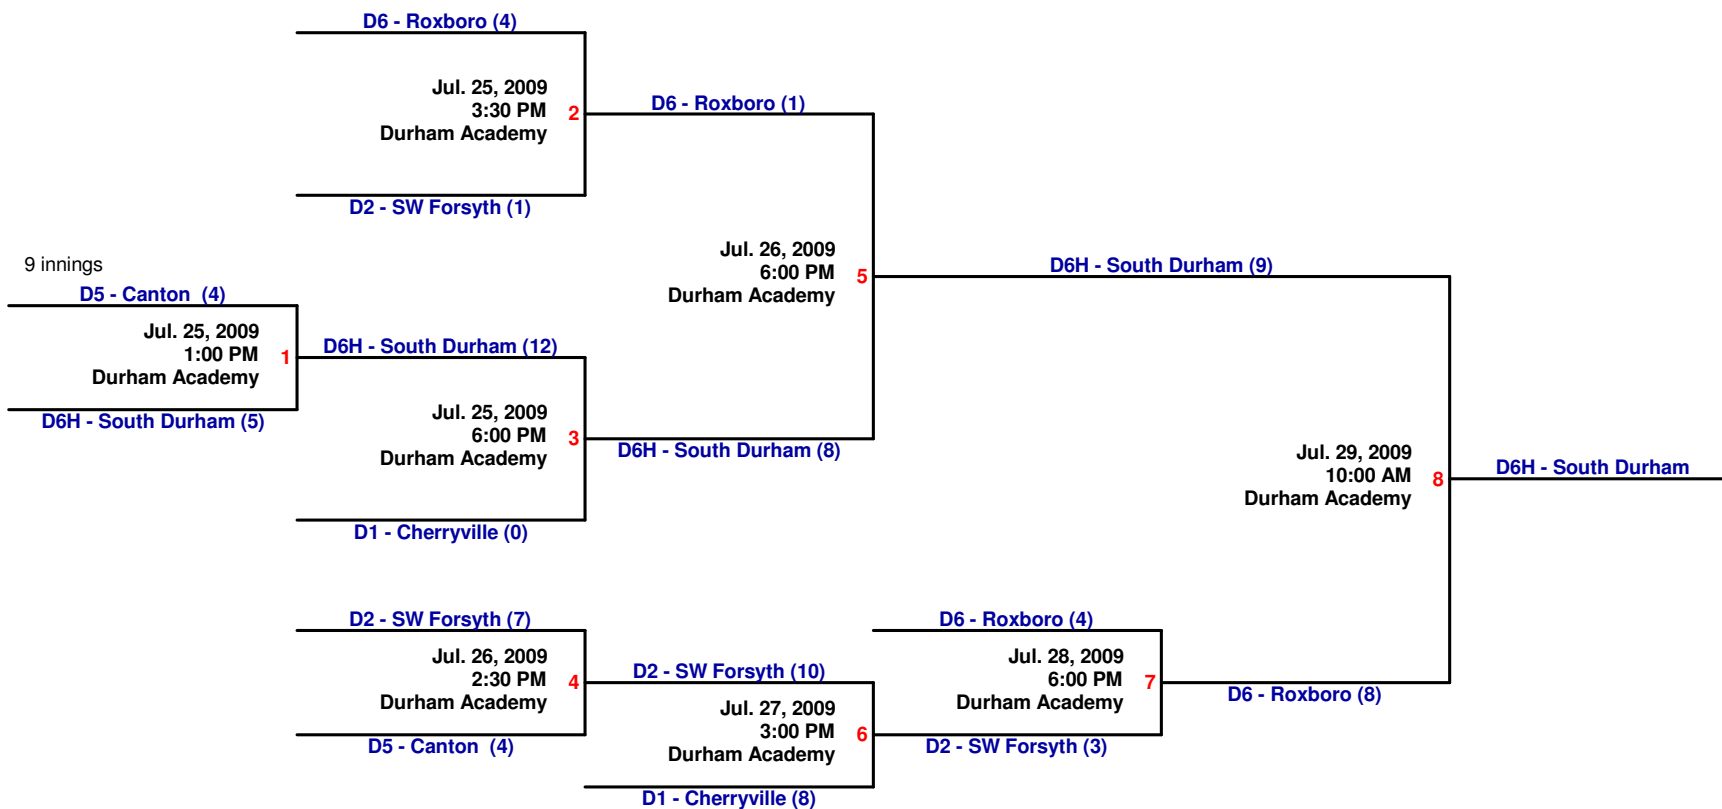 D6 - Roxboro (4)
Jul. 25, 2009
3:30 PM
Durham Academy
2
D2 - SW Forsyth (1)
D6 - Roxboro (1)
9 innings
D5 - Canton  (4)
Jul. 25, 2009
1:00 PM
Durham Academy
1
D6H - South Durham (5)
D6H - South Durham (12)
Jul. 25, 2009
6:00 PM
Durham Academy
3
D1 - Cherryville (0)
D6H - South Durham (8)
Jul. 26, 2009
6:00 PM
Durham Academy
5
D6H - South Durham (9)
D2 - SW Forsyth (7)
Jul. 26, 2009
2:30 PM
Durham Academy
4
D5 - Canton  (4)
D2 - SW Forsyth (10)
Jul. 27, 2009
3:00 PM
Durham Academy
6
D1 - Cherryville (8)
D6 - Roxboro (4)
Jul. 28, 2009
6:00 PM
Durham Academy
7
D2 - SW Forsyth (3)
D6 - Roxboro (8)
Jul. 29, 2009
10:00 AM
Durham Academy
8
D6H - South Durham